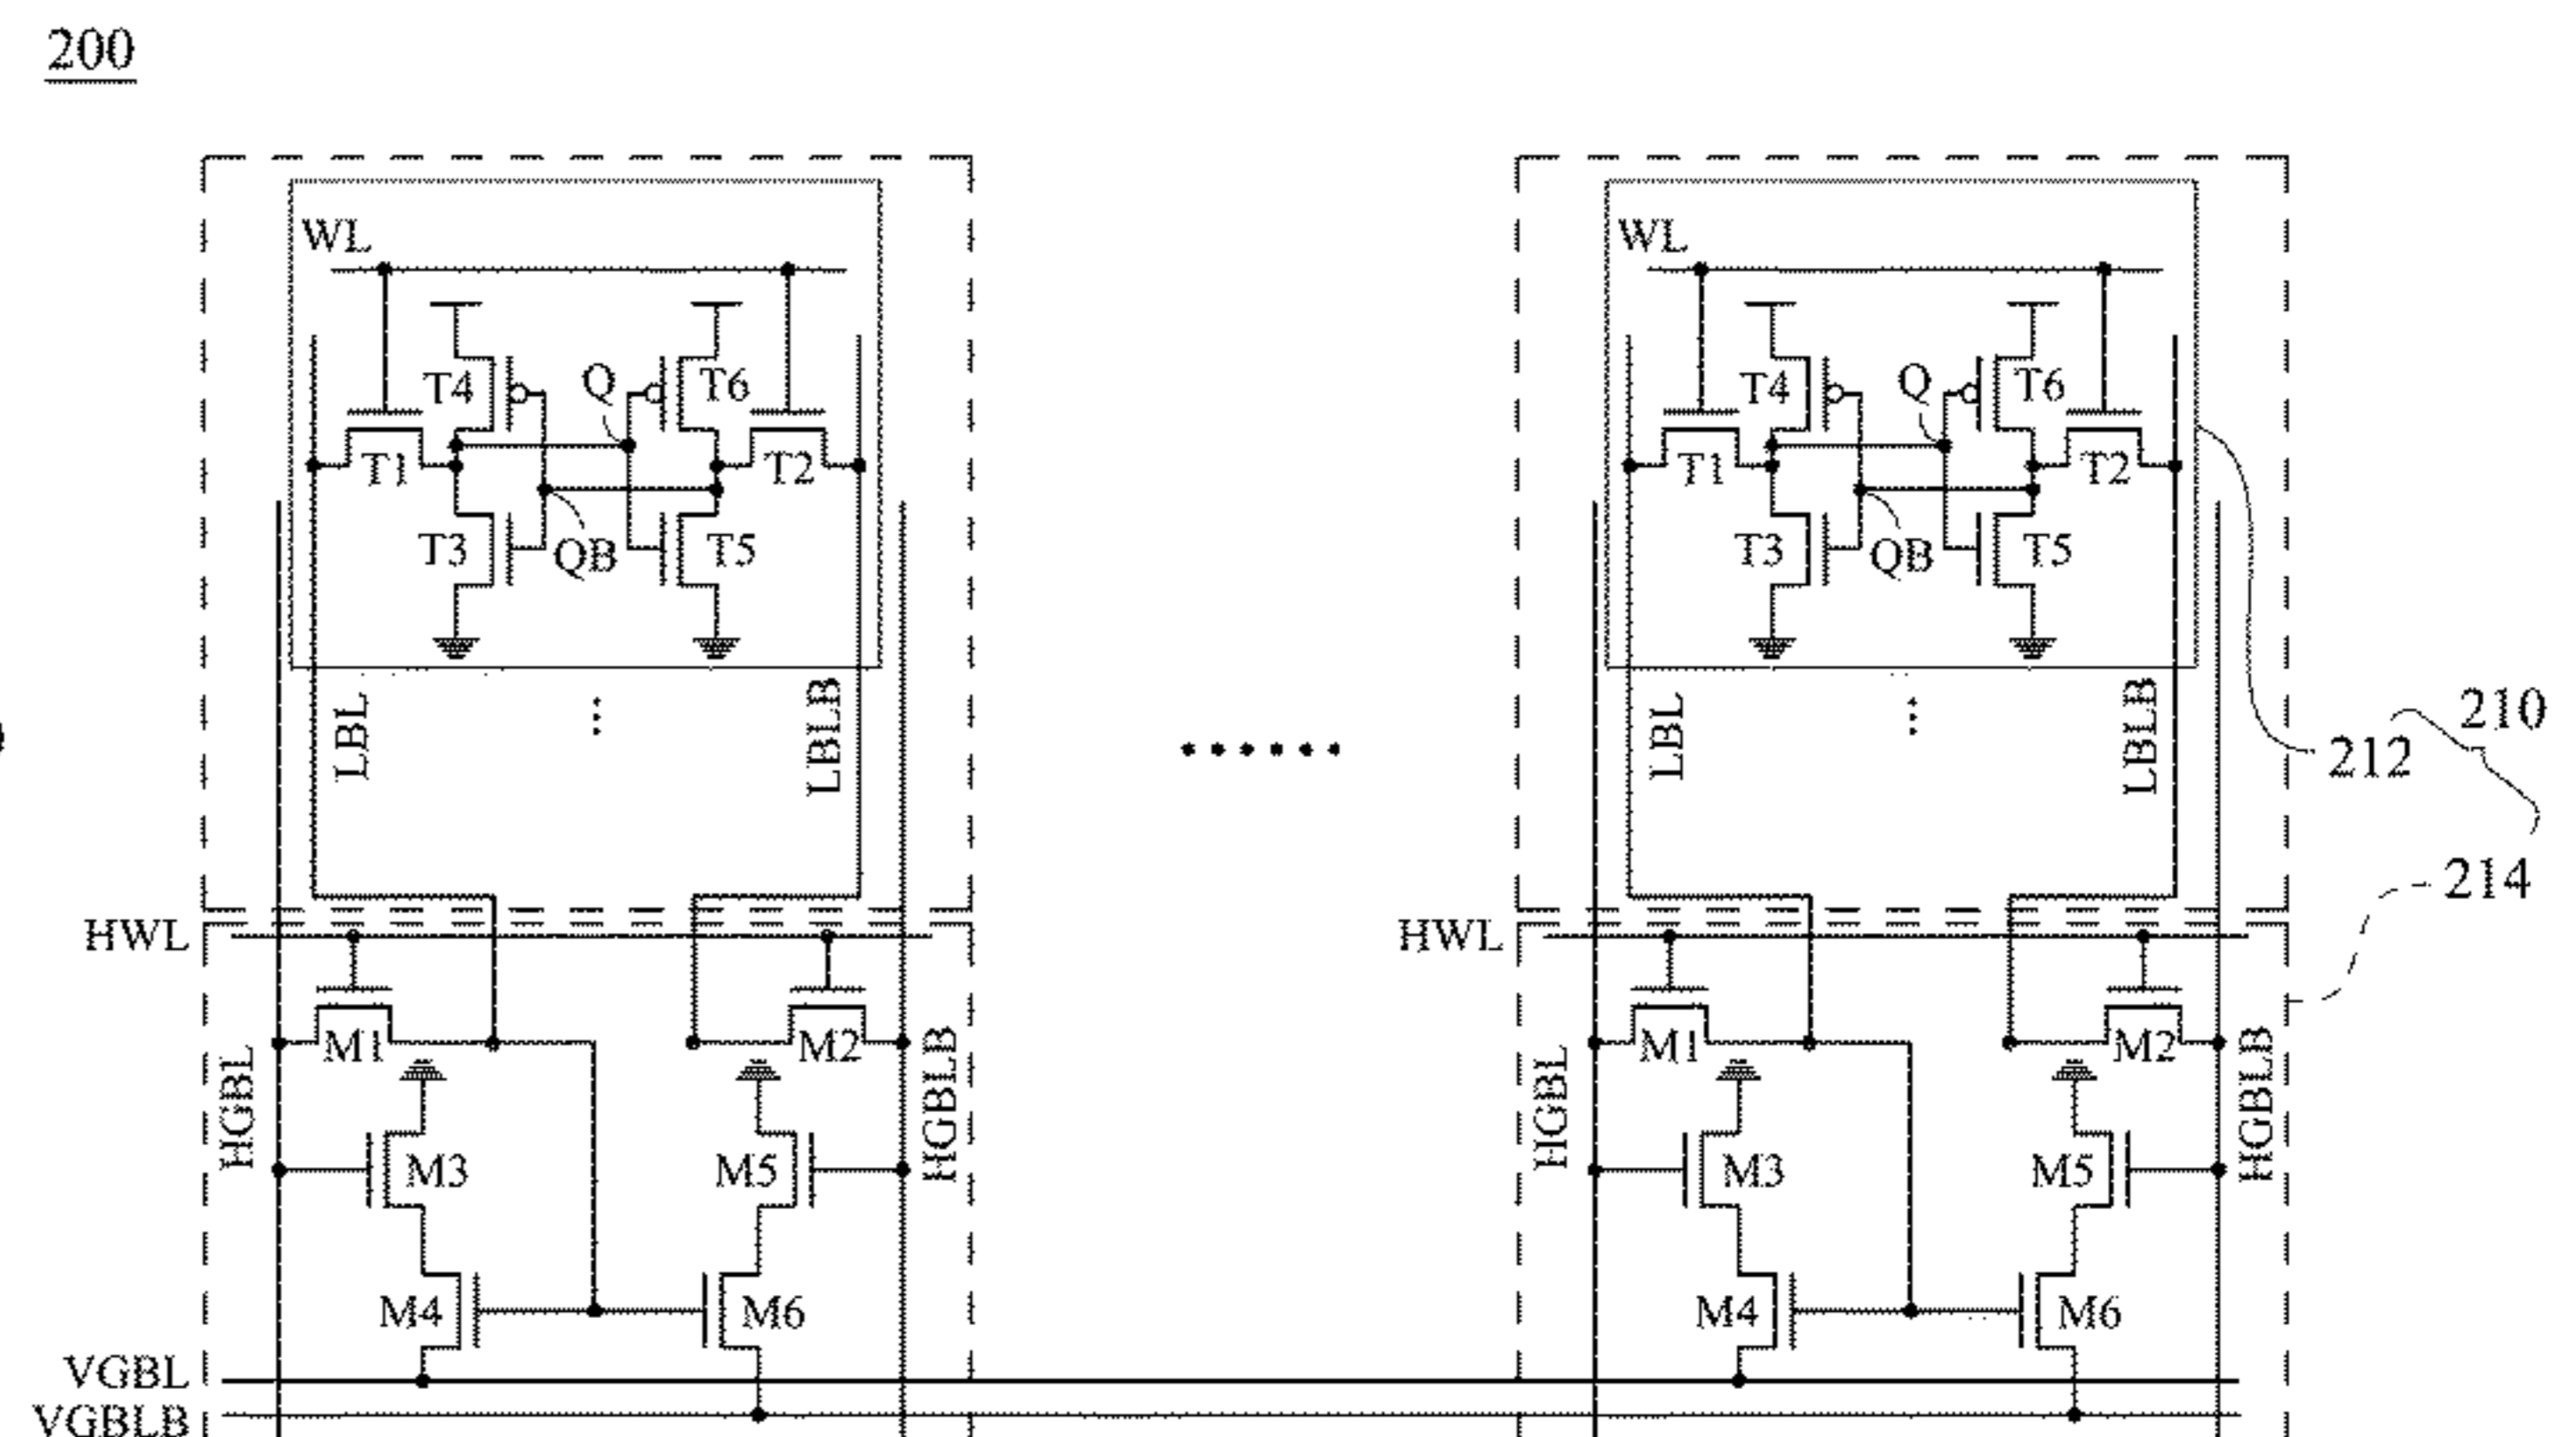 200
WL WL
T4 Q T6 T4 Q T6
T1 T2 T1 T2
T3 QB T5 T3 QB T5
LBL LBLB LBL LBLB 212 210
214
HWL HWL
M1 M2 M1 M2
HGBL HGBLB HGBL HGBLB
M3 M5 M3 M5
M4 M6 M4 M6
VGBL
VGBLB